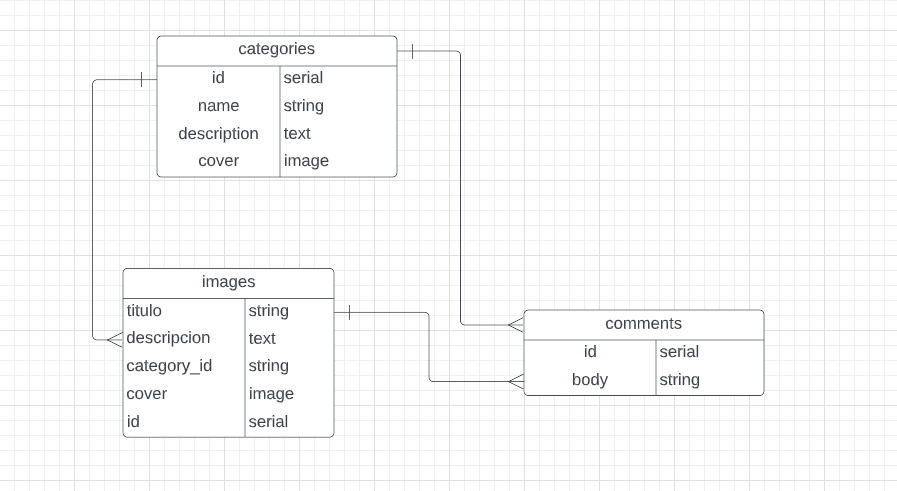 categories
id serial
name string
description text
cover image
images
titulo string
descripcion text
category_id string
cover image
id serial
comments
id serial
body string